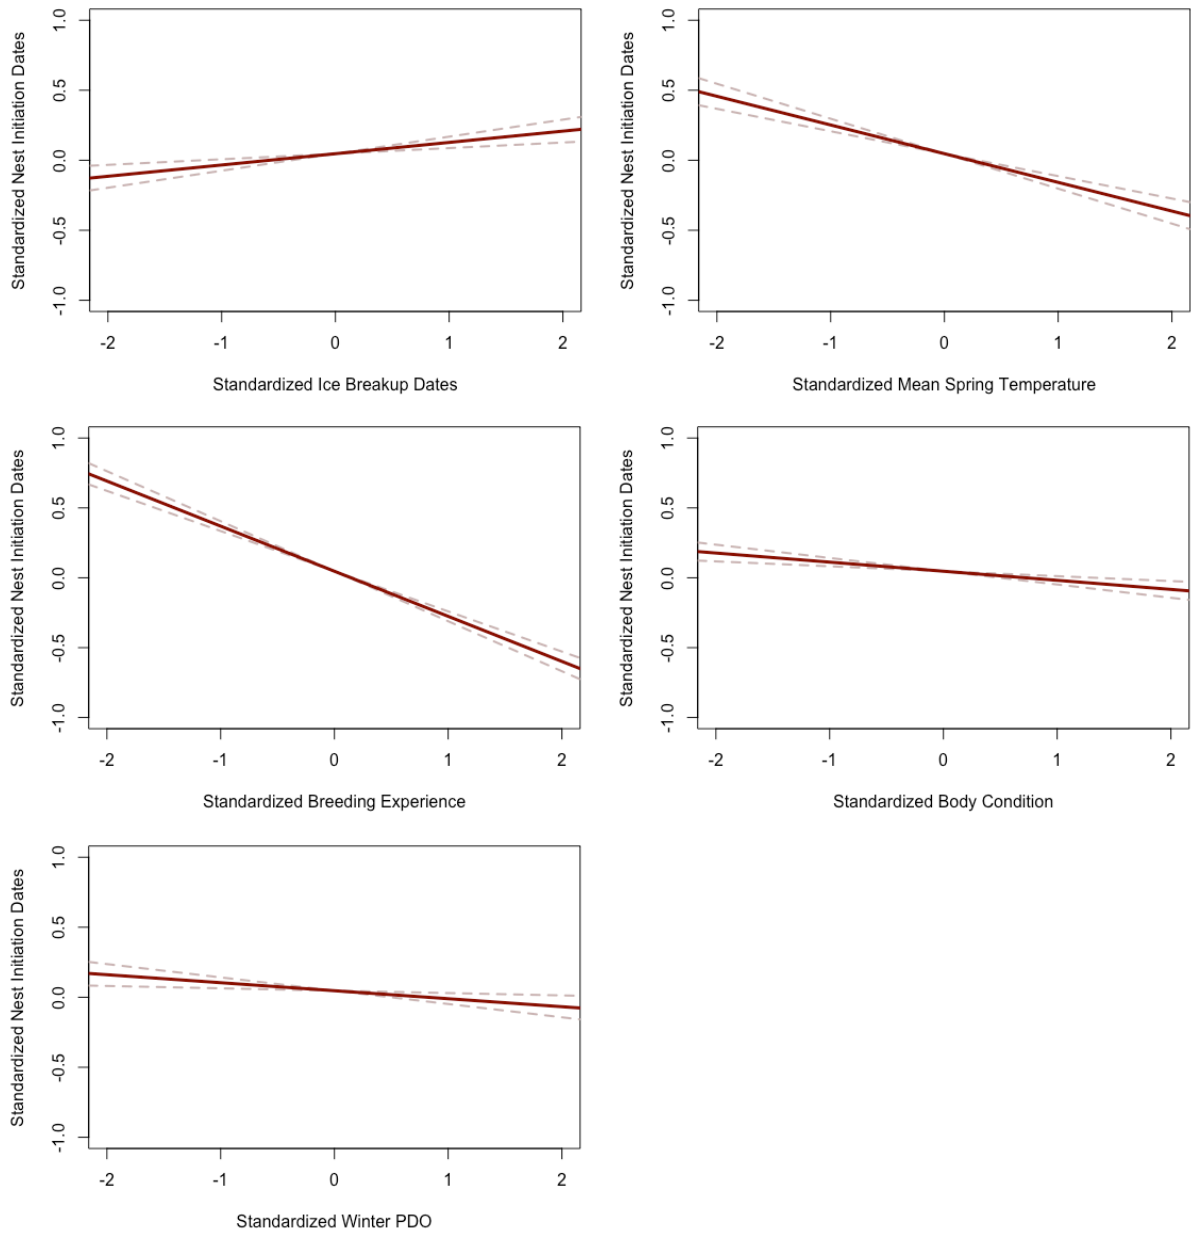 Standardized Nest Initiation Dates
1.0
0.5
0.0
-0.5
-1.0
-2 -1 0 1 2
Standardized Ice Breakup Dates
Standardized Nest Initiation Dates
1.0
0.5
0.0
-0.5
-1.0
-2 -1 0 1 2
Standardized Mean Spring Temperature
Standardized Nest Initiation Dates
1.0
0.5
0.0
-0.5
-1.0
-2 -1 0 1 2
Standardized Breeding Experience
Standardized Nest Initiation Dates
1.0
0.5
0.0
-0.5
-1.0
-2 -1 0 1 2
Standardized Body Condition
Standardized Nest Initiation Dates
1.0
0.5
0.0
-0.5
-1.0
-2 -1 0 1 2
Standardized Winter PDO